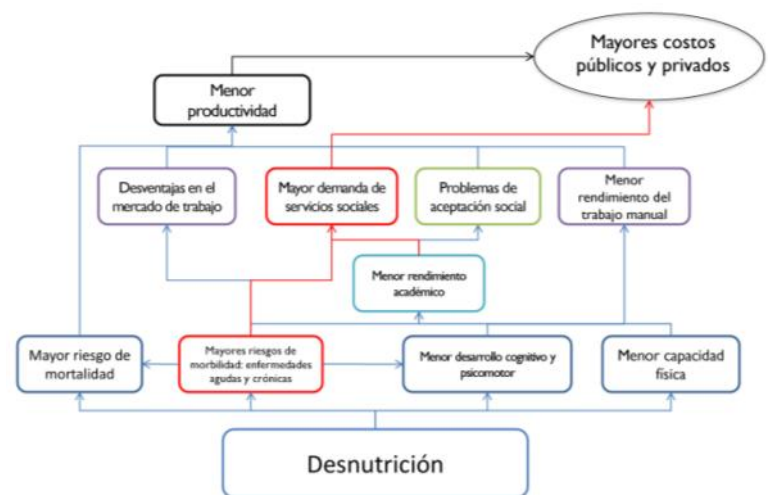 Mayores costos
públicos y privados
Menor
productividad
Desventajas en el
mercado de trabajo
Mayor demanda de
servicios sociales
Problemas de
aceptación social
Menor
rendimiento del
trabajo manual
Menor rendimiento
académico
Mayor riesgo de
mortalidad
Mayores riesgos de
morbilidad: enfermedades
agudas y crónicas
Menor desarrollo cognitivo y
psicomotor
Menor capacidad
física
Desnutrición